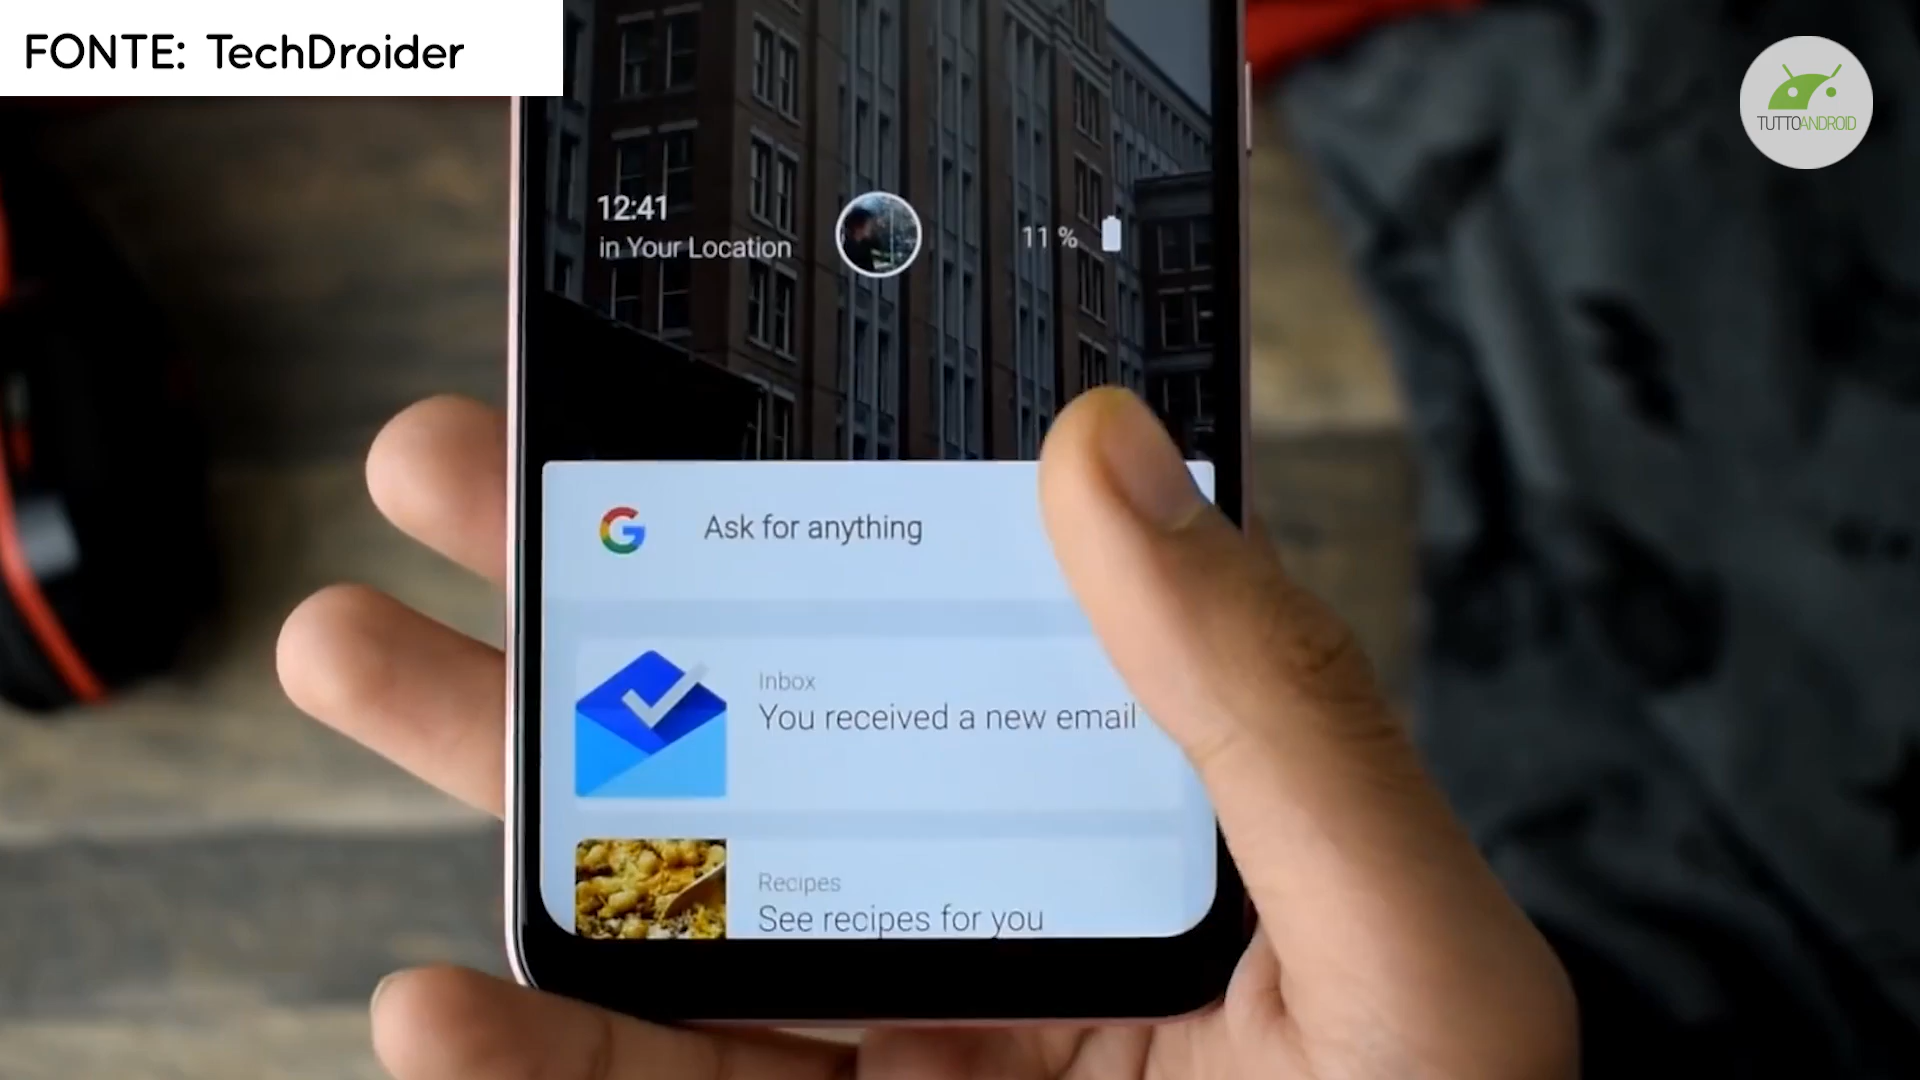 FONTE: TechDroider
TUTTOANDROID
12:41
in Your Location
11 %
Ask for anything
Inbox
You received a new email
Recipes
See recipes for you